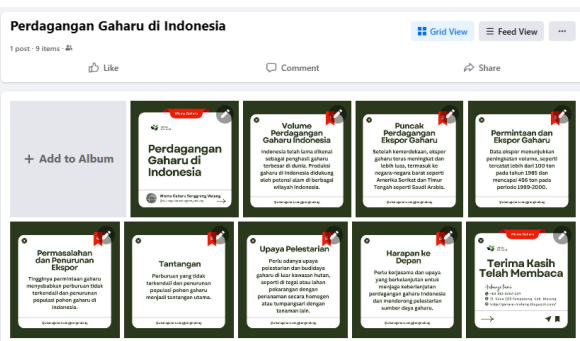 Perdagangan Gaharu di Indonesia
1 post · 9 items ·
Grid View
Feed View
Like
Comment
Share
+ Add to Album
Wisma Gaharu
Perdagangan
Gaharu di
Indonesia
Volume
Perdagangan
Gaharu Indonesia
Indonesia telah lama dikenal
sebagai penghasil gaharu
terbesar di dunia. Produksi
gaharu di Indonesia didukung
oleh potensi alam di berbagai
wilayah Indonesia.
Puncak
Perdagangan
Ekspor Gaharu
Setelah kemerdekaan, ekspor
gaharu terus meningkat dan
lebih luas, termasuk ke
negara-negara barat seperti
Amerika Serikat dan Timur
Tengah seperti Saudi Arabia.
Permintaan dan
Ekspor Gaharu
Data ekspor menunjukkan
peningkatan volume, seperti
tercatat lebih dari 100 ton
pada tahun 1985 dan
mencapai 456 ton pada
periode 1999-2000.
Permasalahan
dan Penurunan
Ekspor
Tingginya permintaan gaharu
menyebabkan perburuan tidak
terkendali dan penurunan
populasi pohon gaharu di
Indonesia.
Tantangan
Perburuan yang tidak
terkendali dan penurunan
populasi pohon gaharu
menjadi tantangan utama.
Upaya Pelestarian
Perlu adanya upaya
pelestarian dan budidaya
gaharu di luar kawasan hutan,
seperti di tegal atau lahan
pekarangan dengan
penanaman secara homogen
atau tumpangsari dengan
tanaman lain.
Harapan ke
Depan
Perlu kerjasama dan upaya
yang berkelanjutan untuk
menjaga keberlanjutan
perdagangan gaharu Indonesia
dan mendorong pelestarian
sumber daya gaharu.
Terima Kasih
Telah Membaca
Hubungi Kami